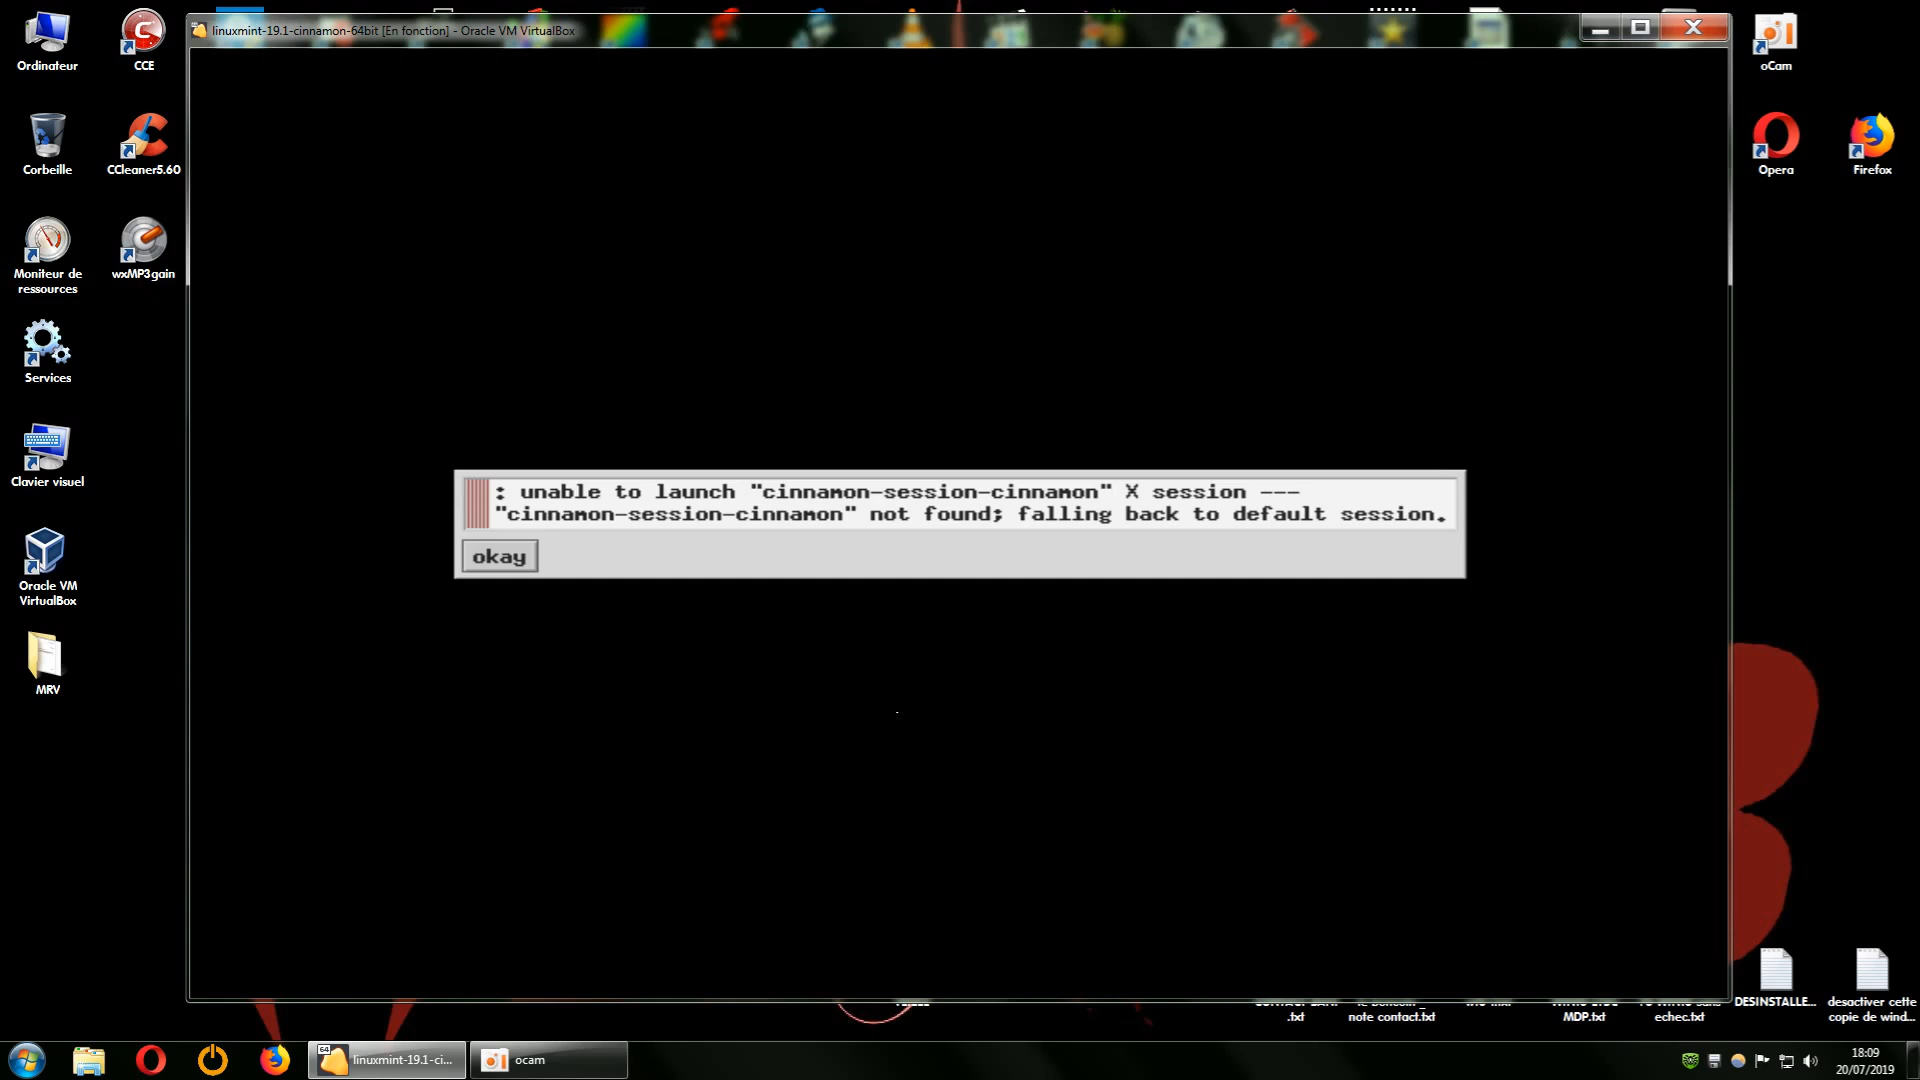 linuxmint-19.1-cinnamon-64bit [En fonction] - Oracle VM VirtualBox
Ordinateur
CCE
oCam
Corbeille
CCleaner5.60
Opera
Firefox
Moniteur de
ressources
wxMP3gain
Services
Clavier visuel
: unable to launch "cinnamon-session-cinnamon" X session ---
"cinnamon-session-cinnamon" not found; falling back to default session.
okay
Oracle VM
VirtualBox
MRV
DESINSTALLE...
desactiver cette
copie de wind...
.txt
note contact.txt
MDP.txt
echec.txt
64
linuxmint-19.1-ci...
ocam
18:09
20/07/2019